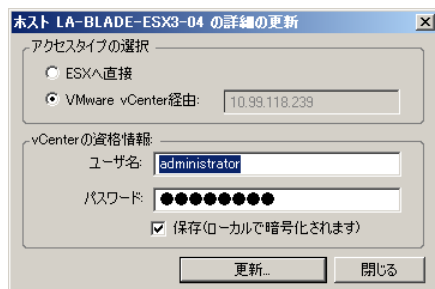 ホスト LA-BLADE-ESX3-04 の詳細の更新
アクセスタイプの選択
ESXへ直接
VMware vCenter経由: 10.99.118.239
vCenterの資格情報:
ユーザ名: administrator
パスワード: ●●●●●●●●
保存(ローカルで暗号化されます)
更新... 閉じる